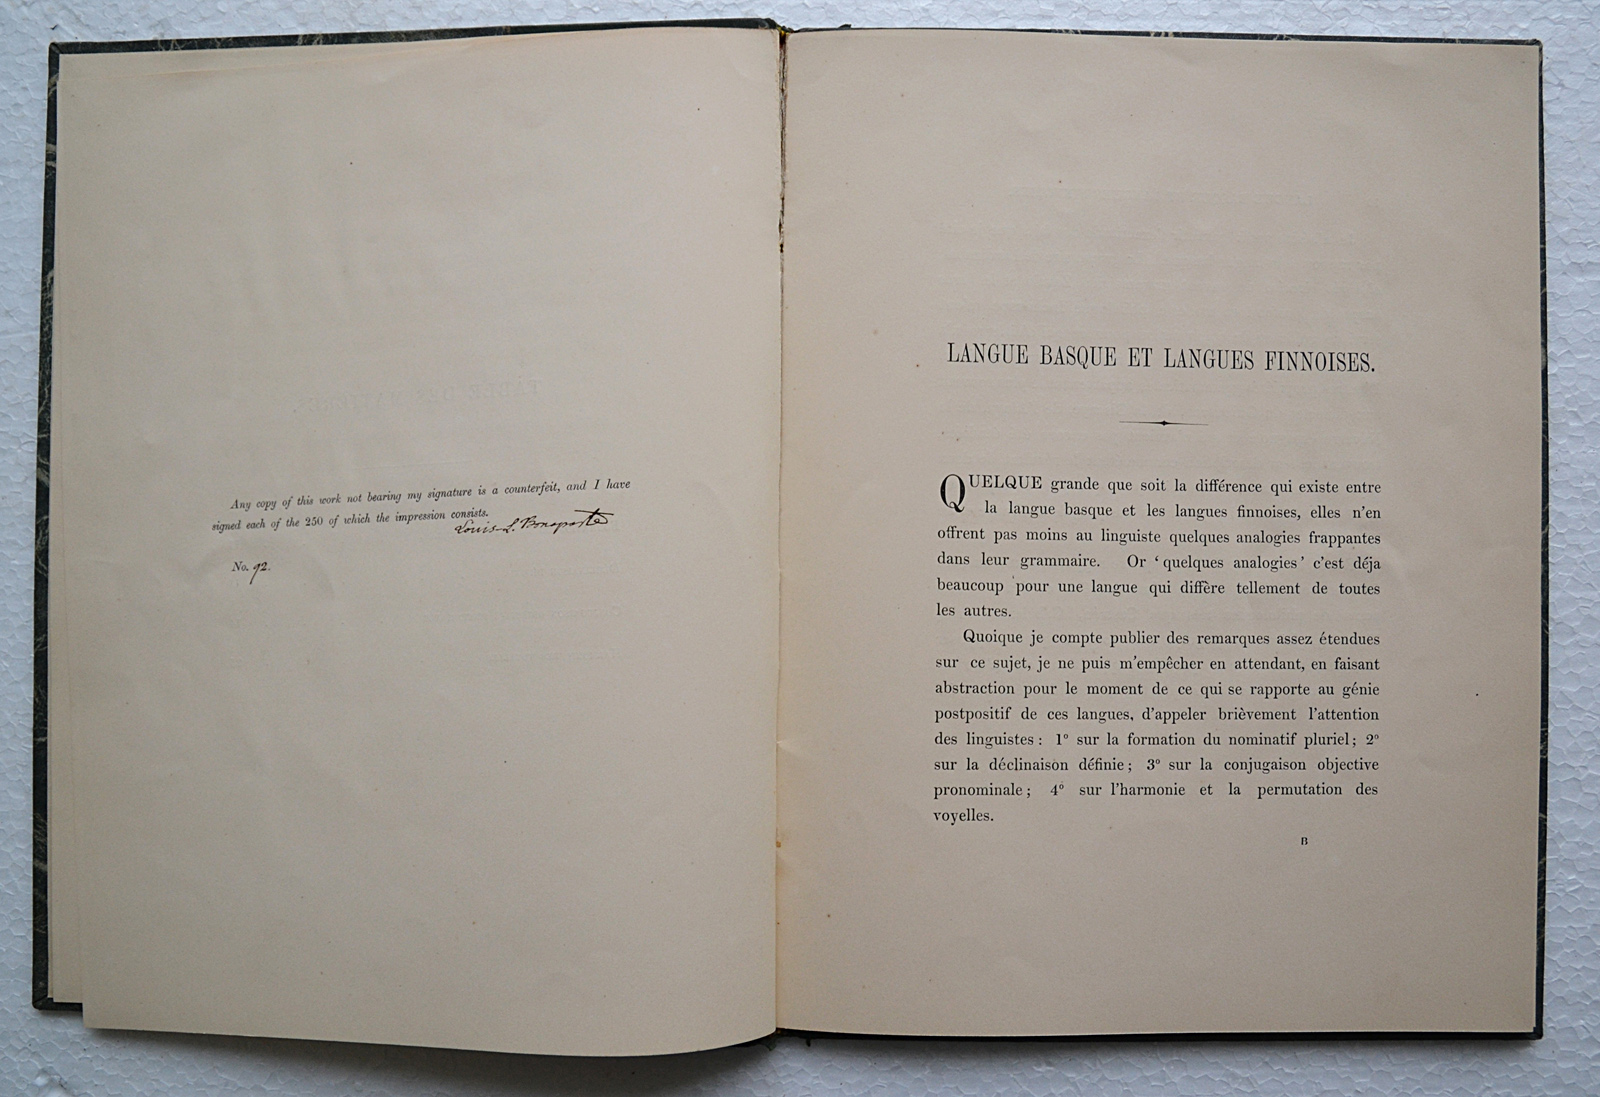 Any copy of this work not bearing my signature is a counterfeit, and I have
signed each of the 250 of which the impression consists.
Louis-L. Bonaparte
No. 92.
LANGUE BASQUE ET LANGUES FINNOISES.
QUELQUE grande que soit la différence qui existe entre
la langue basque et les langues finnoises, elles n'en
offrent pas moins au linguiste quelques analogies frappantes
dans leur grammaire. Or ‘quelques analogies’ c'est déja
beaucoup pour une langue qui diffère tellement de toutes
les autres.
Quoique je compte publier des remarques assez étendues
sur ce sujet, je ne puis m'empêcher en attendant, en faisant
abstraction pour le moment de ce qui se rapporte au génie
postpositif de ces langues, d'appeler brièvement l'attention
des linguistes: 1° sur la formation du nominatif pluriel; 2°
sur la déclinaison définie; 3° sur la conjugaison objective
pronominale; 4° sur l'harmonie et la permutation des
voyelles.
B